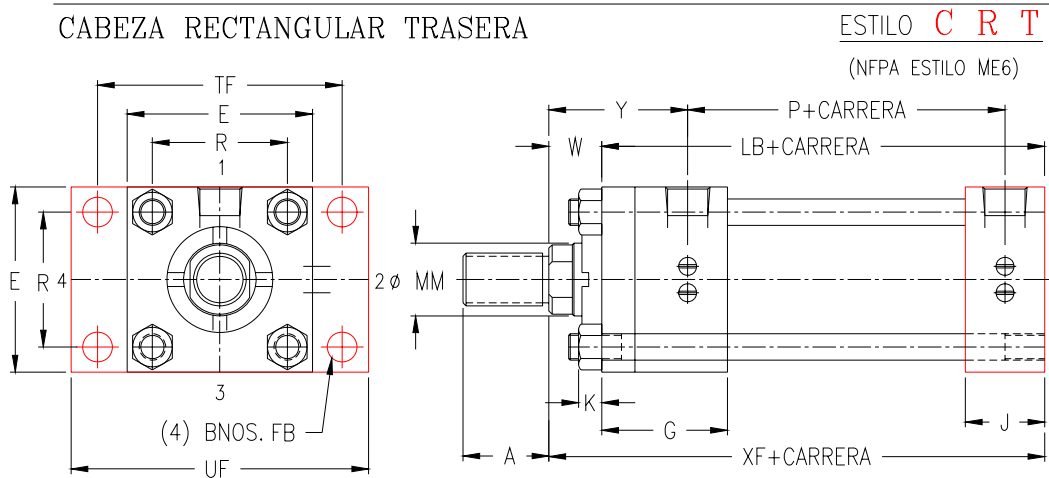 CABEZA RECTANGULAR TRASERA
ESTILO C R T
(NFPA ESTILO ME6)
TF
E
R
1
E
R
4
2
3
(4) BNOS. FB
UF
Y
P+CARRERA
W
LB+CARRERA
ø MM
K
G
J
A
XF+CARRERA